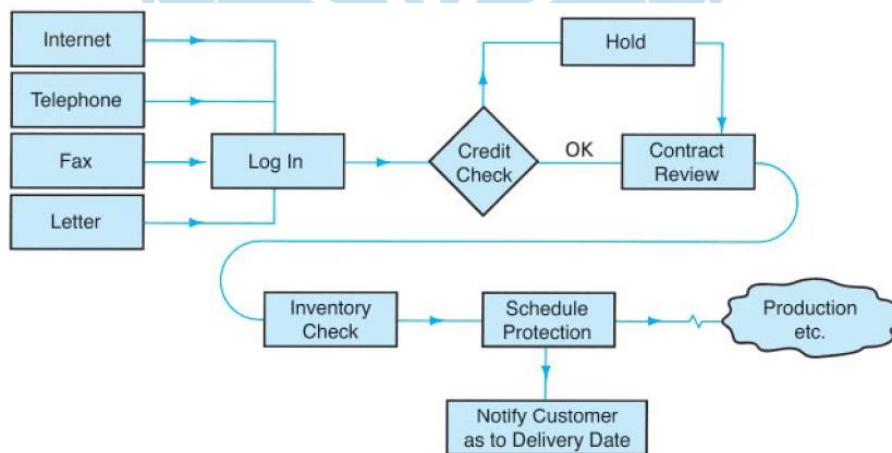 Internet
Telephone
Fax
Letter
Log In
Credit
Check
OK
Hold
Contract
Review
Inventory
Check
Schedule
Protection
Production
etc.
Notify Customer
as to Delivery Date